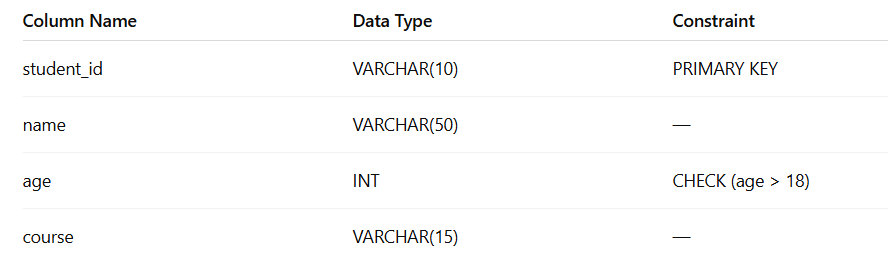 Column Name Data Type Constraint
student_id VARCHAR(10) PRIMARY KEY
name VARCHAR(50) —
age INT CHECK (age > 18)
course VARCHAR(15) —